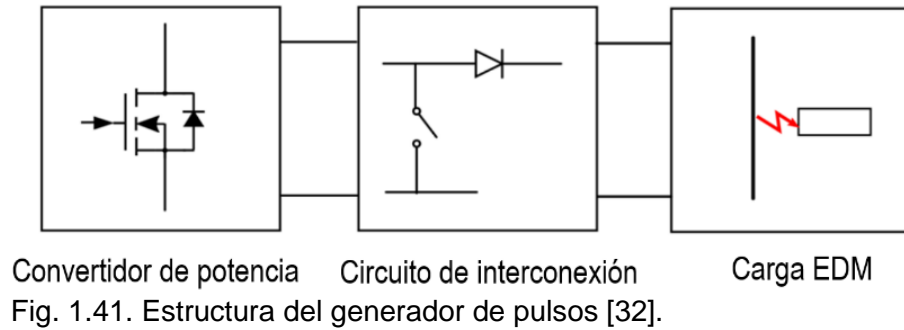 Convertidor de potencia Circuito de interconexión Carga EDM
Fig. 1.41. Estructura del generador de pulsos [32].